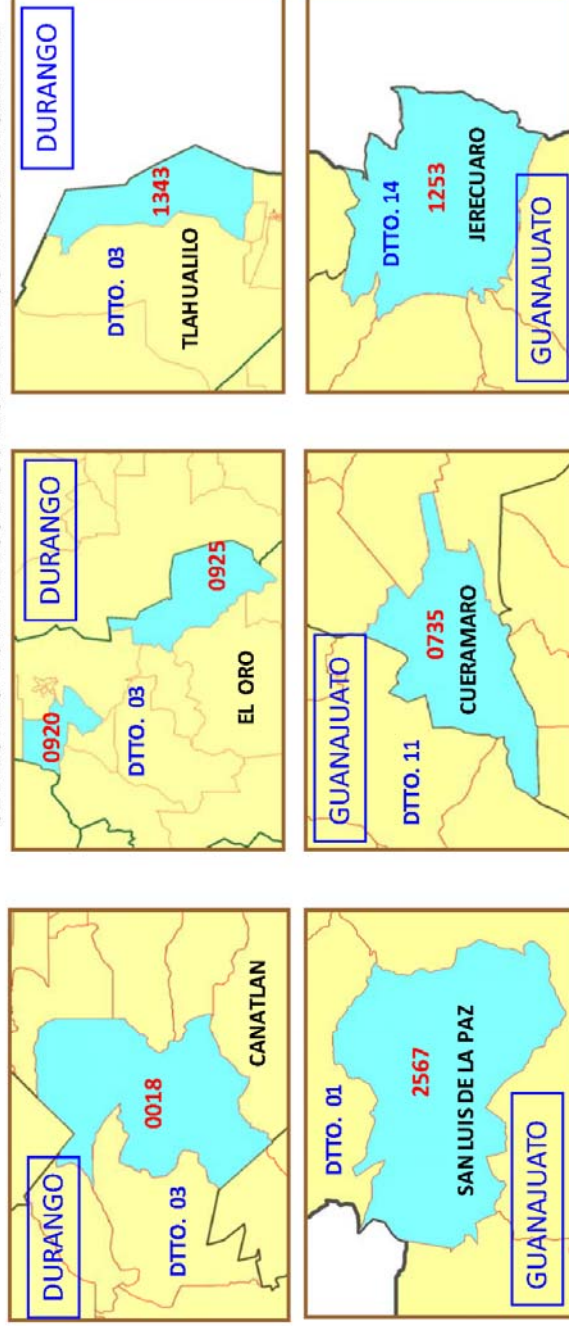 DURANGO
0018
DTTO. 03
CANATLAN
DURANGO
0920
0925
DTTO. 03
EL ORO
DURANGO
1343
DTTO. 03
TLAHUALILO
DTTO. 01
2567
SAN LUIS DE LA PAZ
GUANAJUATO
GUANAJUATO
0735
CUERAMARO
DTTO. 11
DTTO. 14
1253
JERECUARO
GUANAJUATO